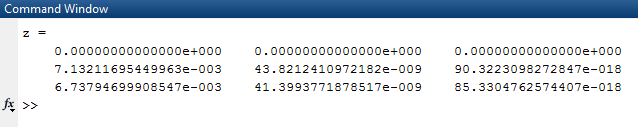 Command Window
z =
0.00000000000000e+000 0.00000000000000e+000 0.00000000000000e+000
7.13211695449963e-003 43.8212410972182e-009 90.3223098272847e-018
6.73794699908547e-003 41.3993771878517e-009 85.3304762574407e-018
fx >>